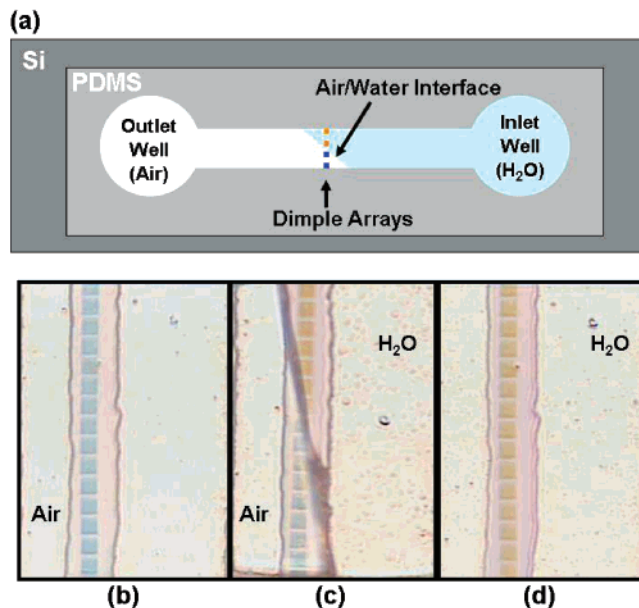 (a)
Si
PDMS
Air/Water Interface
Outlet
Well
(Air)
Inlet
Well
(H₂O)
Dimple Arrays
H₂O
H₂O
Air
Air
(b)
(c)
(d)